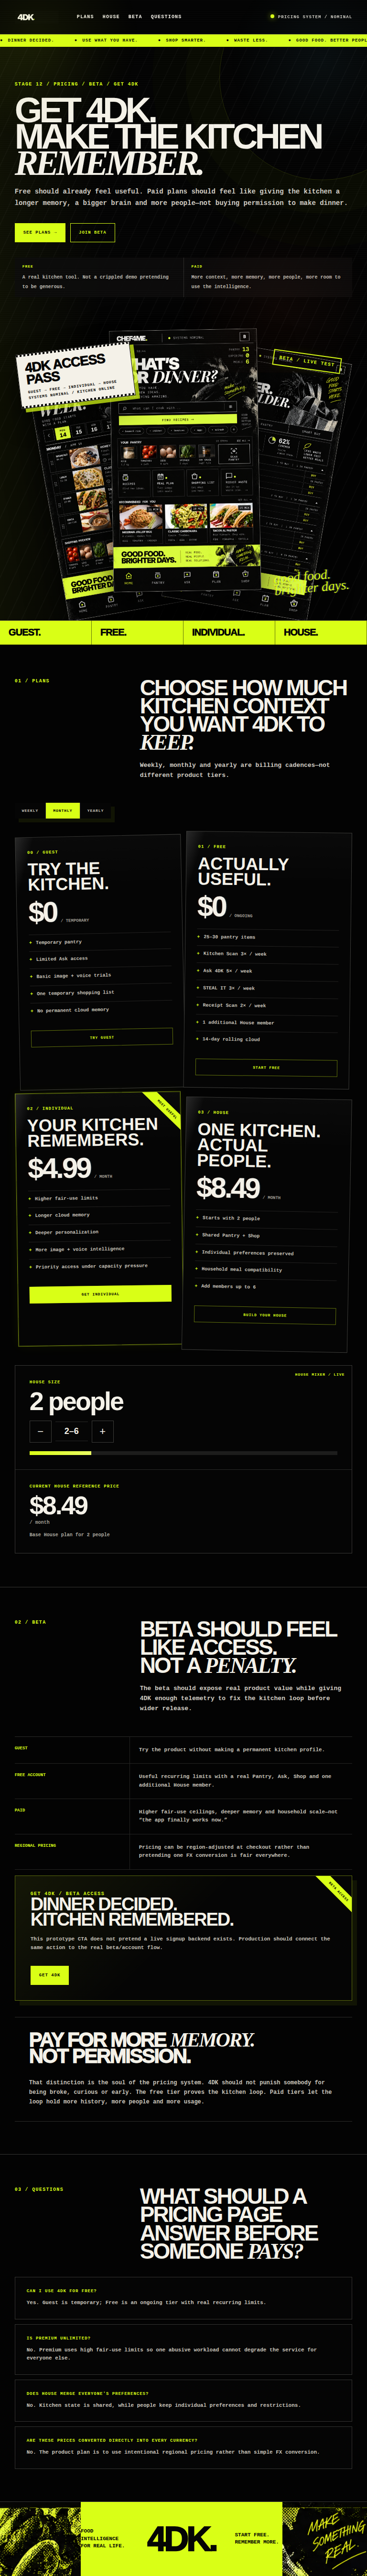 4DK.
PLANS HOUSE BETA QUESTIONS
PRICING SYSTEM / NOMINAL
DINNER DECIDED. ✦ USE WHAT YOU HAVE. ✦ SHOP SMARTER. ✦ WASTE LESS. ✦ GOOD FOOD. BETTER PEOPL
STAGE 12 / PRICING / BETA / GET 4DK
GET 4DK.
MAKE THE KITCHEN
REMEMBER.
Free should already feel useful. Paid plans should feel like giving the kitchen a
longer memory, a bigger brain and more people—not buying permission to make dinner.
SEE PLANS →
JOIN BETA
FREE
A real kitchen tool. Not a crippled demo pretending
to be generous.
PAID
More context, more memory, more people, more room to
use the intelligence.
4DK ACCESS
PASS
GUEST → FREE → INDIVIDUAL → HOUSE
SYSTEMS NOMINAL KITCHEN ONLINE
BETA / LIVE TEST
CHEF4ME.
HAT'S
DINNER?
FIND RECIPES →
62%
GOOD FOOD.
BRIGHTER DAYS.
good food.
brighter days.
GUEST.
FREE.
INDIVIDUAL.
HOUSE.
01 / PLANS
CHOOSE HOW MUCH
KITCHEN CONTEXT
YOU WANT 4DK TO
KEEP.
Weekly, monthly and yearly are billing cadences—not
different product tiers.
WEEKLY
MONTHLY
YEARLY
00 / GUEST
TRY THE
KITCHEN.
$0 / TEMPORARY
✦ Temporary pantry
✦ Limited Ask access
✦ Basic image + voice trials
✦ One temporary shopping list
✦ No permanent cloud memory
TRY GUEST
01 / FREE
ACTUALLY
USEFUL.
$0 / ONGOING
✦ 25–30 pantry items
✦ Kitchen Scan 3× / week
✦ Ask 4DK 5× / week
✦ STEAL IT 2× / week
✦ Receipt Scan 2× / week
✦ 1 additional House member
✦ 14-day rolling cloud
START FREE
02 / INDIVIDUAL
MOST USEFUL
YOUR KITCHEN
REMEMBERS.
$4.99 / MONTH
✦ Higher fair-use limits
✦ Longer cloud memory
✦ Deeper personalization
✦ More image + voice intelligence
✦ Priority access under capacity pressure
GET INDIVIDUAL
03 / HOUSE
ONE KITCHEN.
ACTUAL
PEOPLE.
$8.49 / MONTH
✦ Starts with 2 people
✦ Shared Pantry + Shop
✦ Individual preferences preserved
✦ Household meal compatibility
✦ Add members up to 6
BUILD YOUR HOUSE
HOUSE MIXER / LIVE
HOUSE SIZE
2 people
− 2–6 +
CURRENT HOUSE REFERENCE PRICE
$8.49
/ month
Base House plan for 2 people
02 / BETA
BETA SHOULD FEEL
LIKE ACCESS.
NOT A PENALTY.
The beta should expose real product value while giving
4DK enough telemetry to fix the kitchen loop before
wider release.
GUEST
Try the product without making a permanent kitchen profile.
FREE ACCOUNT
Useful recurring limits with a real Pantry, Ask, Shop and one
additional House member.
PAID
Higher fair-use ceilings, deeper memory and household scale—not
"the app finally works now."
REGIONAL PRICING
Pricing can be region-adjusted at checkout rather than
pretending one FX conversion is fair everywhere.
BETA ACCESS
GET 4DK / BETA ACCESS
DINNER DECIDED.
KITCHEN REMEMBERED.
This prototype CTA does not pretend a live signup backend exists. Production should connect the
same action to the real beta/account flow.
GET 4DK
PAY FOR MORE MEMORY.
NOT PERMISSION.
That distinction is the soul of the pricing system. 4DK should not punish somebody for
being broke, curious or early. The free tier proves the kitchen loop. Paid tiers let the
loop hold more history, more people and more usage.
03 / QUESTIONS
WHAT SHOULD A
PRICING PAGE
ANSWER BEFORE
SOMEONE PAYS?
CAN I USE 4DK FOR FREE?
Yes. Guest is temporary; Free is an ongoing tier with real recurring limits.
IS PREMIUM UNLIMITED?
No. Premium uses high fair-use limits so one abusive workload cannot degrade the service for
everyone else.
DOES HOUSE MERGE EVERYONE'S PREFERENCES?
No. Kitchen state is shared, while people keep individual preferences and restrictions.
ARE THESE PRICES CONVERTED DIRECTLY INTO EVERY CURRENCY?
No. The product plan is to use intentional regional pricing rather than simple FX conversion.
FOOD
INTELLIGENCE
FOR REAL LIFE.
4DK.
START FREE.
REMEMBER MORE.
MAKE
SOMETHING
REAL.